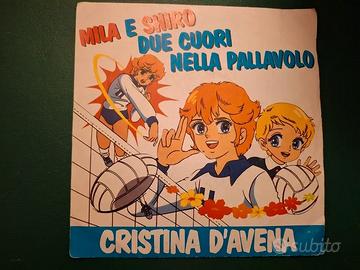 MILA E SHIRO
DUE CUORI
NELLA PALLAVOLO
CRISTINA D'AVENA
subito